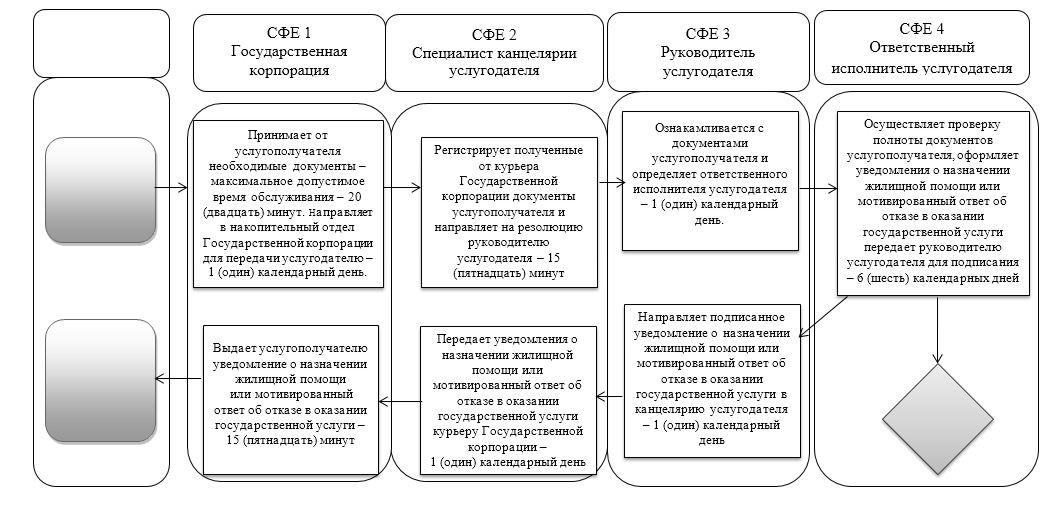 СФЕ 1
Государственная
корпорация
СФЕ 2
Специалист канцелярии
услугодателя
СФЕ 3
Руководитель
услугодателя
СФЕ 4
Ответственный
исполнитель услугодателя
Принимает от
услугополучателя
необходимые документы –
максимальное допустимое
время обслуживания – 20
(двадцать) минут. Направляет
в накопительный отдел
Государственной корпорации
для передачи услугодателю –
1 (один) календарный день.
Регистрирует полученные
от курьера
Государственной
корпорации документы
услугополучателя и
направляет на резолюцию
руководителю
услугодателя – 15
(пятнадцать) минут
Ознакамливается с
документами
услугополучателя и
определяет ответственного
исполнителя услугодателя
– 1 (один) календарный
день.
Осуществляет проверку
полноты документов
услугополучателя, оформляет
уведомления о назначении
жилищной помощи или
мотивированный ответ об
отказе в оказании
государственной услуги
передает руководителю
услугодателя для подписания
– 6 (шесть) календарных дней
Выдает услугополучателю
уведомление о назначении
жилищной помощи
или мотивированный
ответ об отказе в оказании
государственной услуги –
15 (пятнадцать) минут
Передает уведомления о
назначении жилищной
помощи или
мотивированный ответ об
отказе в оказании
государственной услуги
курьеру Государственной
корпорации –
1 (один) календарный день
Направляет подписанное
уведомление о назначении
жилищной помощи или
мотивированный ответ об
отказе в оказании
государственной услуги в
канцелярию услугодателя
– 1 (один) календарный
день